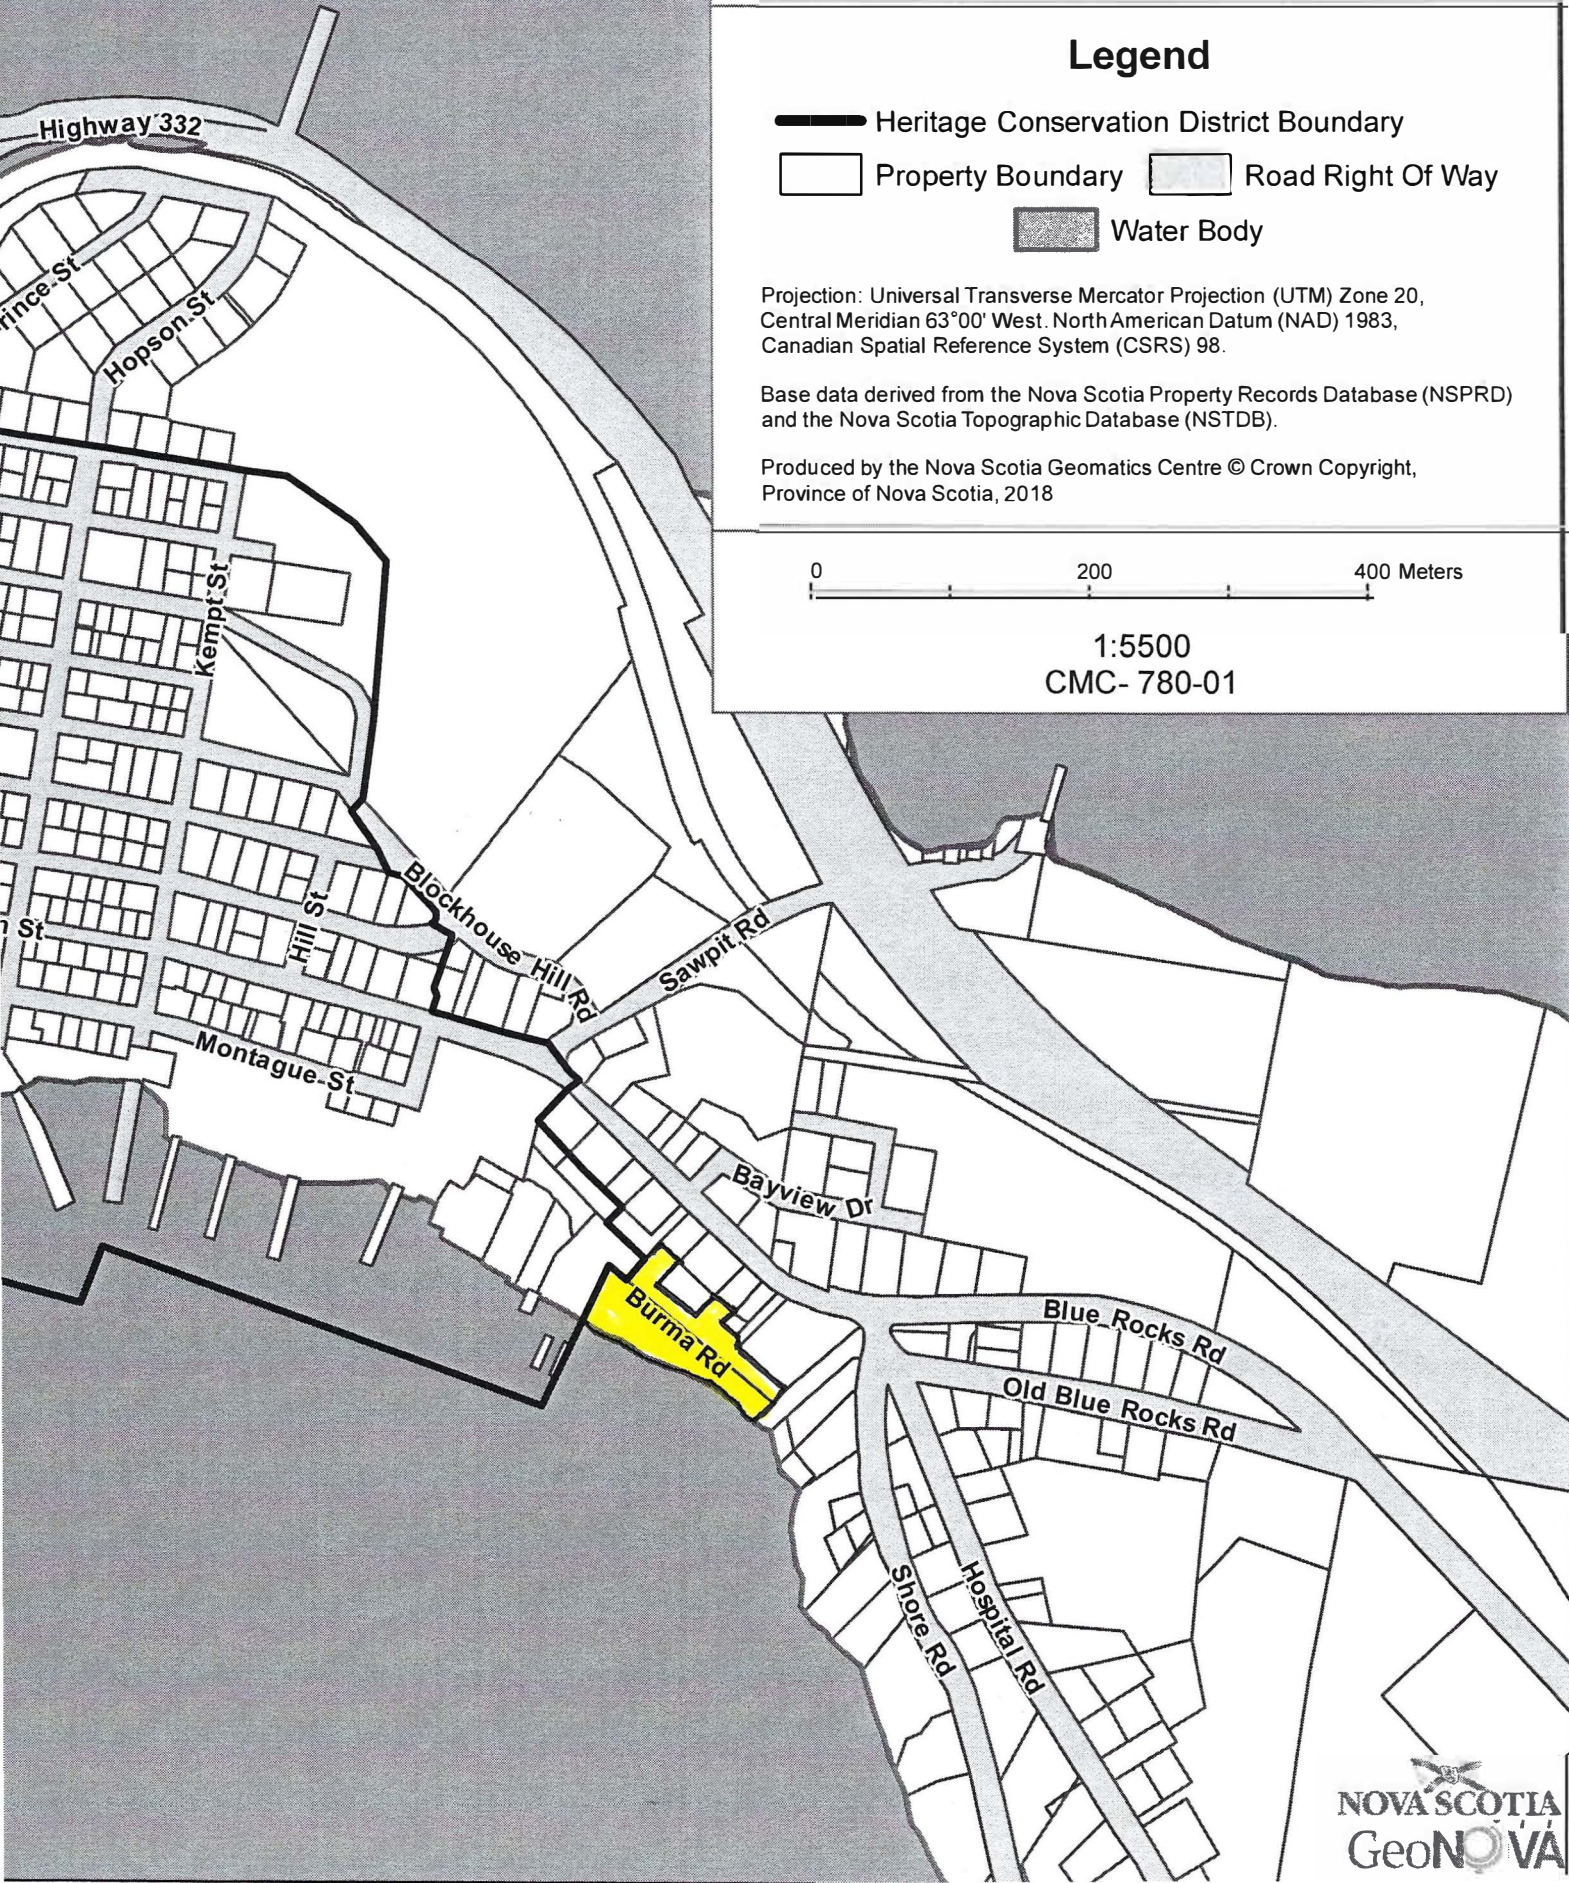 Legend
Heritage Conservation District Boundary
Property Boundary
Road Right Of Way
Water Body
Projection: Universal Transverse Mercator Projection (UTM) Zone 20,
Central Meridian 63°00' West. North American Datum (NAD) 1983,
Canadian Spatial Reference System (CSRS) 98.
Base data derived from the Nova Scotia Property Records Database (NSPRD)
and the Nova Scotia Topographic Database (NSTDB).
Produced by the Nova Scotia Geomatics Centre © Crown Copyright,
Province of Nova Scotia, 2018
0 200 400 Meters
1:5500
CMC- 780-01
Highway 332
rince St
Hopson St
Kempt St
Blockhouse Hill Rd
Hill St
n St
Sawpit Rd
Montague St
Bayview Dr
Burma Rd
Blue Rocks Rd
Old Blue Rocks Rd
Shore Rd
Hospital Rd
NOVA SCOTIA
GeoNOVA